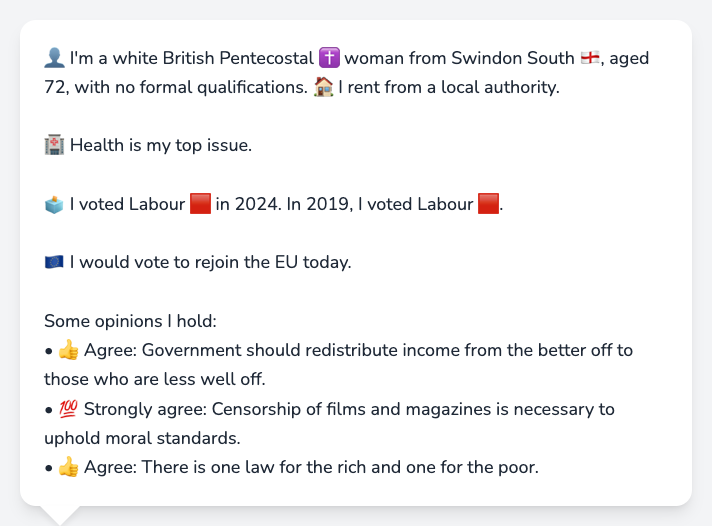 👤 I'm a white British Pentecostal ✝️ woman from Swindon South 🏴󠁧󠁢󠁥󠁮󠁧󠁿, aged
72, with no formal qualifications. 🏠 I rent from a local authority.
🏥 Health is my top issue.
🗳️ I voted Labour 🟥 in 2024. In 2019, I voted Labour 🟥.
🇪🇺 I would vote to rejoin the EU today.
Some opinions I hold:
• 👍 Agree: Government should redistribute income from the better off to
those who are less well off.
• 💯 Strongly agree: Censorship of films and magazines is necessary to
uphold moral standards.
• 👍 Agree: There is one law for the rich and one for the poor.